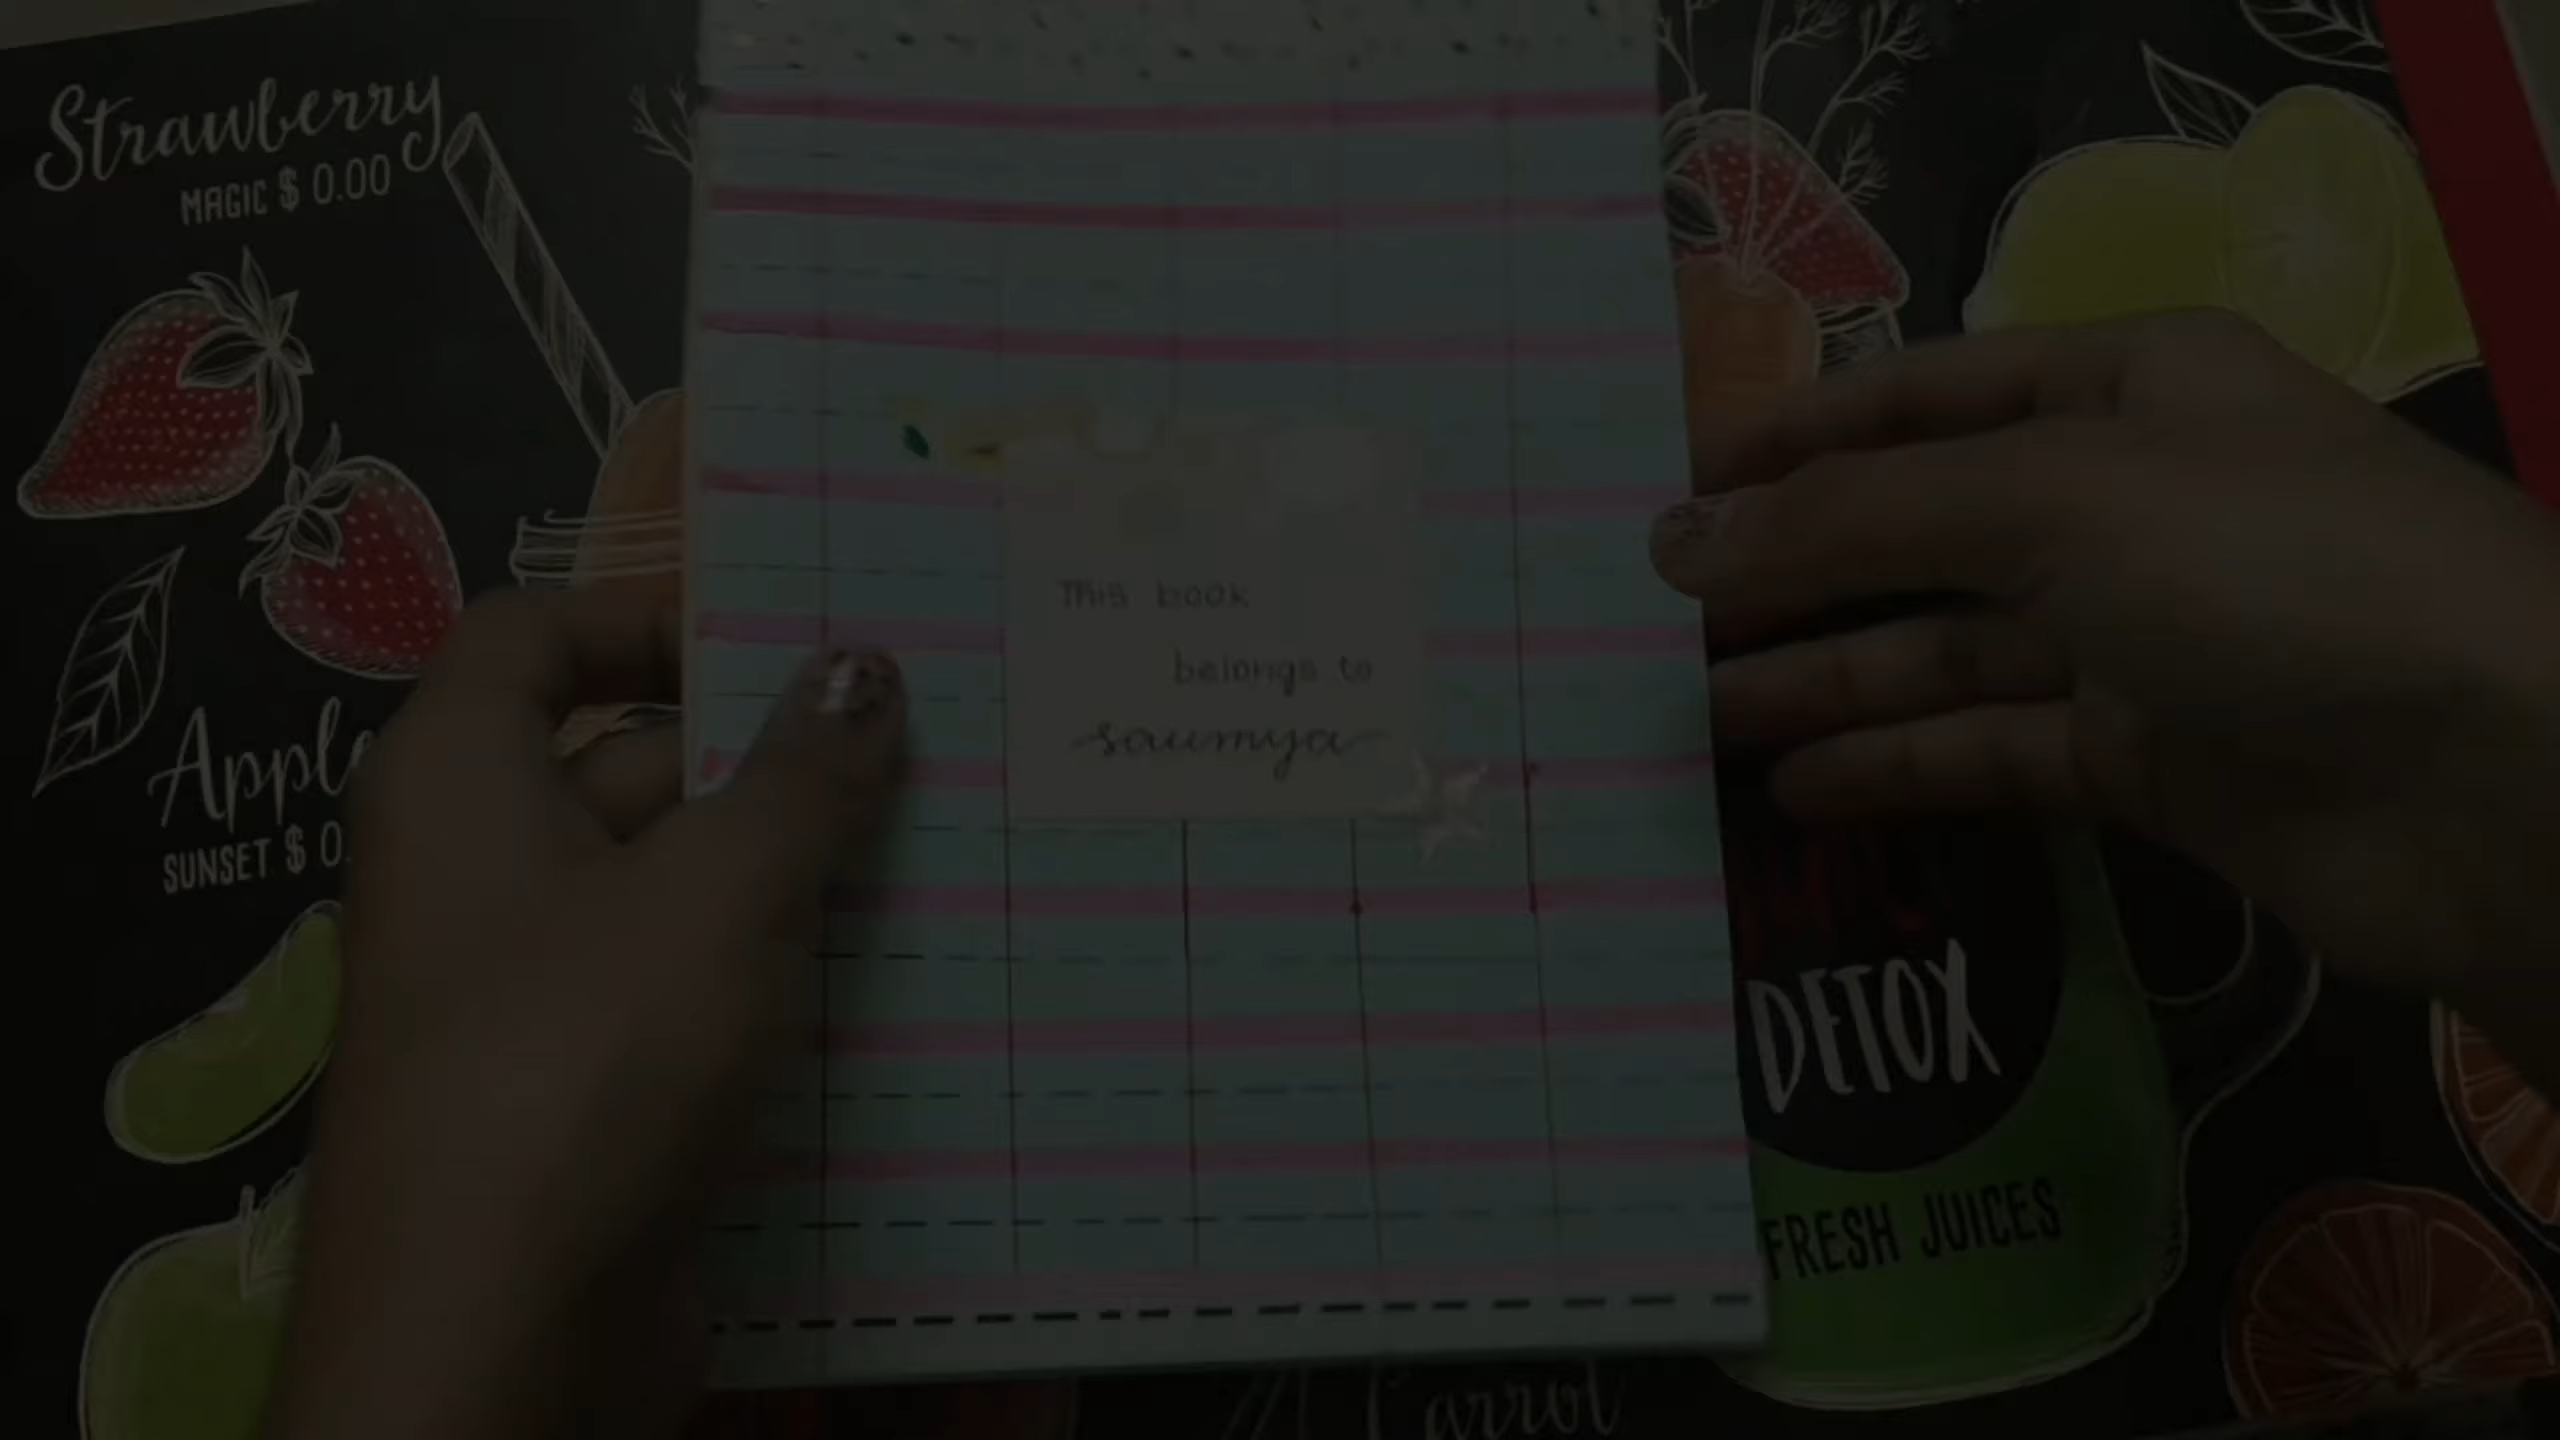 Strawberry
MAGIC $ 0.00
This book
belongs to
saumya
Apple
SUNSET $ 0.
DETOX
FRESH JUICES
Carrot